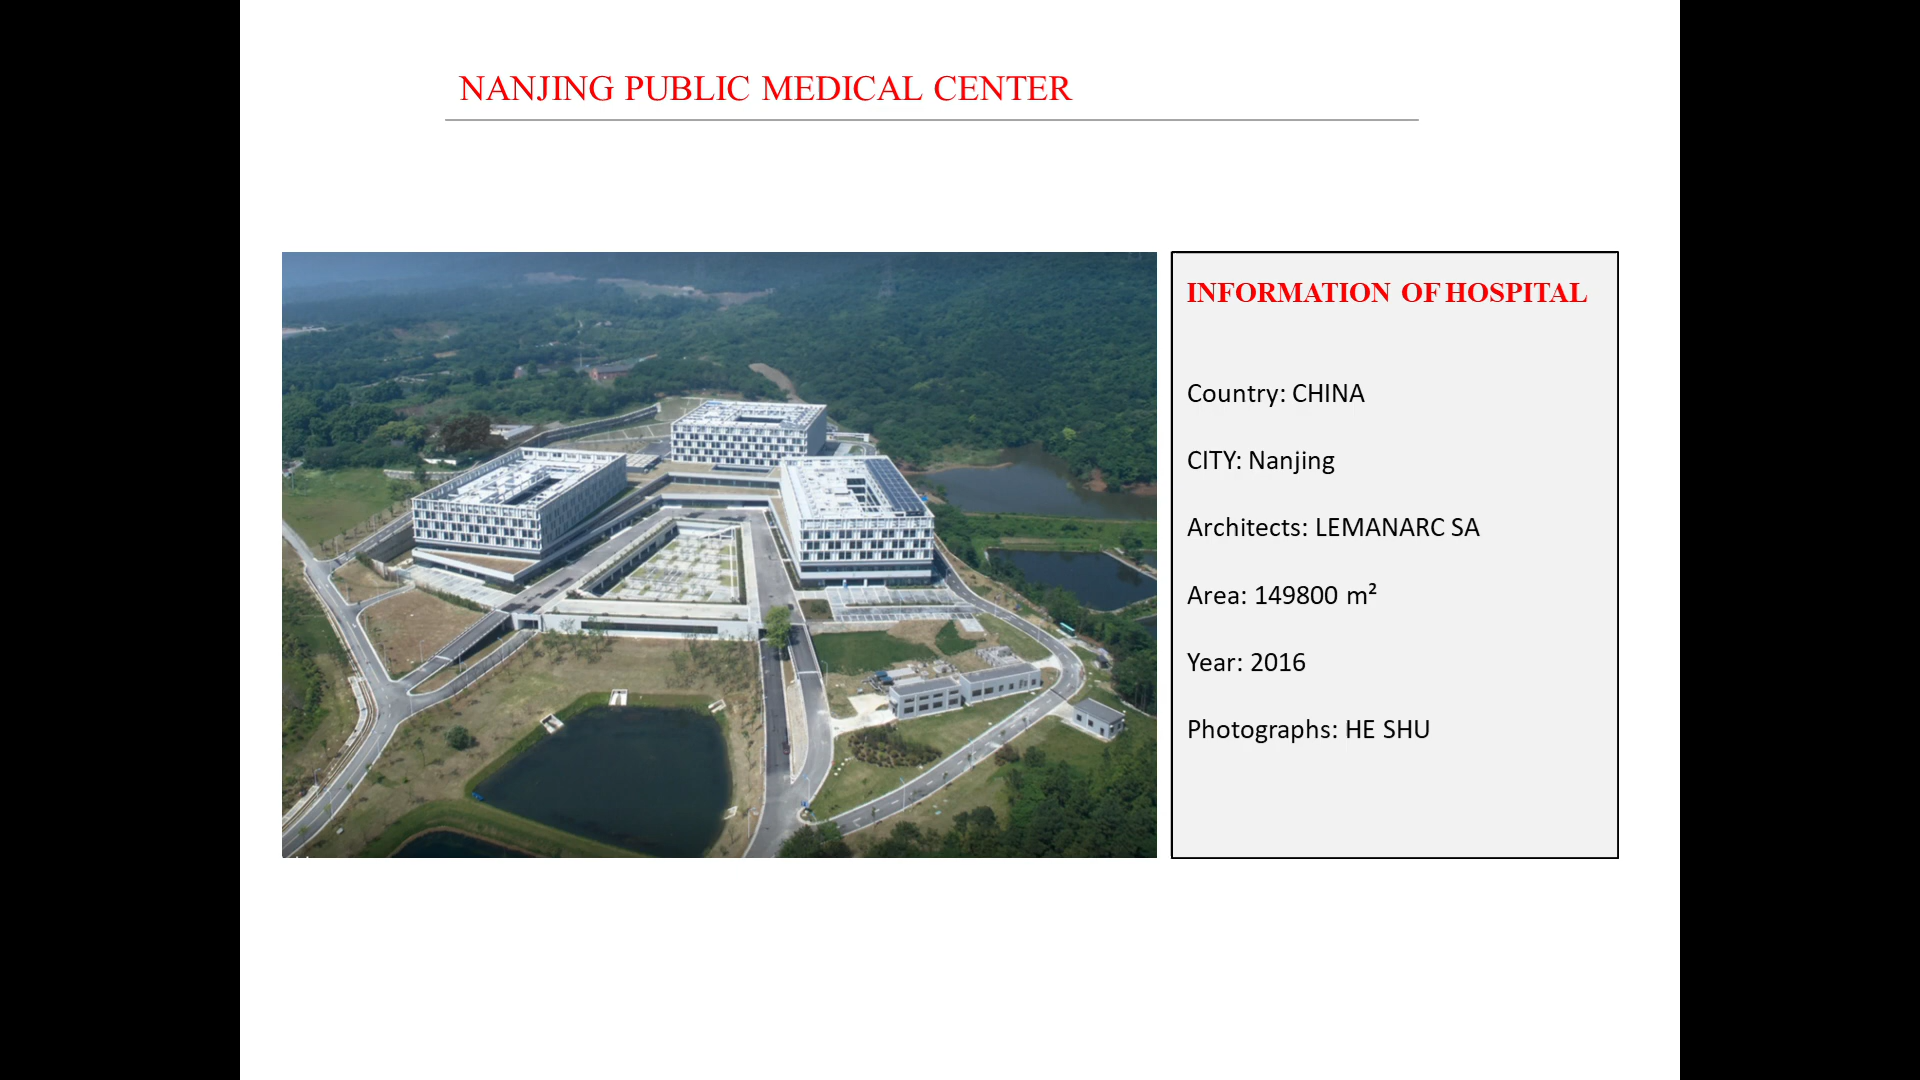 NANJING PUBLIC MEDICAL CENTER
INFORMATION OF HOSPITAL
Country: CHINA
CITY: Nanjing
Architects: LEMANARC SA
Area: 149800 m²
Year: 2016
Photographs: HE SHU